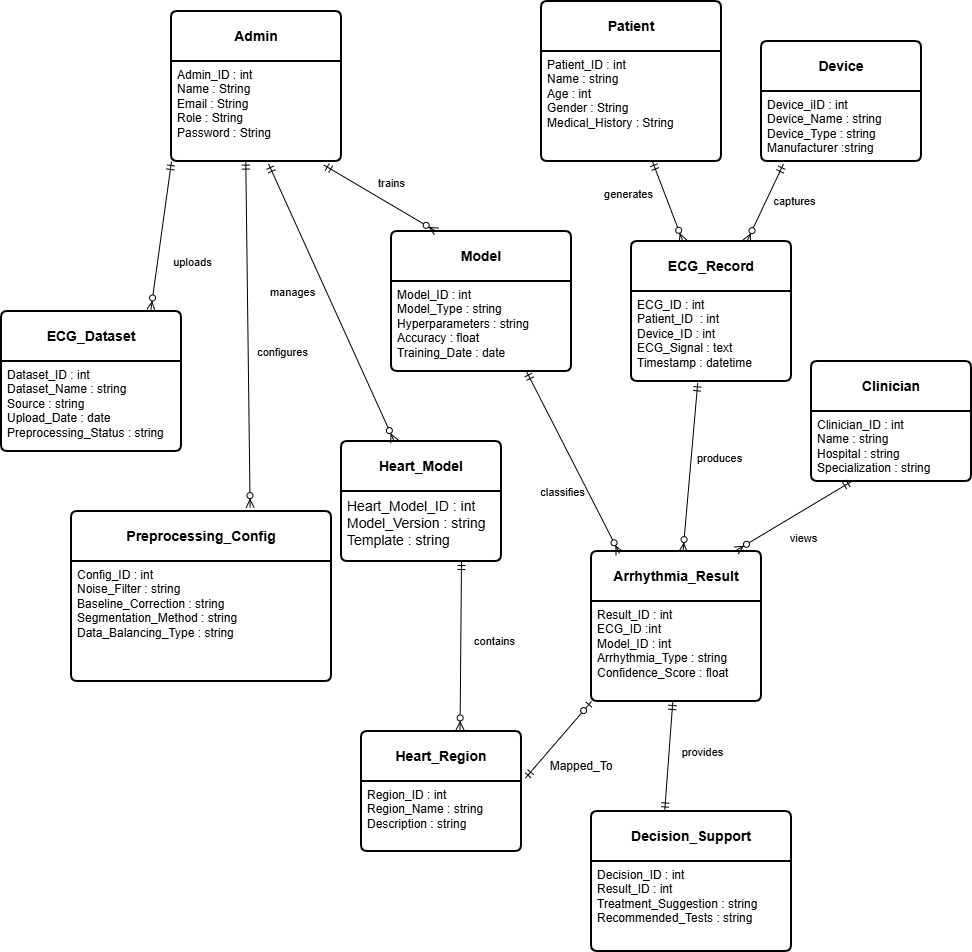 Admin
Admin_ID : int
Name : String
Email : String
Role : String
Password : String
Patient
Patient_ID : int
Name : string
Age : int
Gender : String
Medical_History : String
Device
Device_iID : int
Device_Name : string
Device_Type : string
Manufacturer :string
trains
generates
captures
uploads
manages
configures
Model
Model_ID : int
Model_Type : string
Hyperparameters : string
Accuracy : float
Training_Date : date
ECG_Record
ECG_ID : int
Patient_ID : int
Device_ID : int
ECG_Signal : text
Timestamp : datetime
ECG_Dataset
Dataset_ID : int
Dataset_Name : string
Source : string
Upload_Date : date
Preprocessing_Status : string
Clinician
Clinician_ID : int
Name : string
Hospital : string
Specialization : string
Heart_Model
Heart_Model_ID : int
Model_Version : string
Template : string
classifies
produces
views
Preprocessing_Config
Config_ID : int
Noise_Filter : string
Baseline_Correction : string
Segmentation_Method : string
Data_Balancing_Type : string
Arrhythmia_Result
Result_ID : int
ECG_ID :int
Model_ID : int
Arrhythmia_Type : string
Confidence_Score : float
contains
Mapped_To
provides
Heart_Region
Region_ID : int
Region_Name : string
Description : string
Decision_Support
Decision_ID : int
Result_ID : int
Treatment_Suggestion : string
Recommended_Tests : string